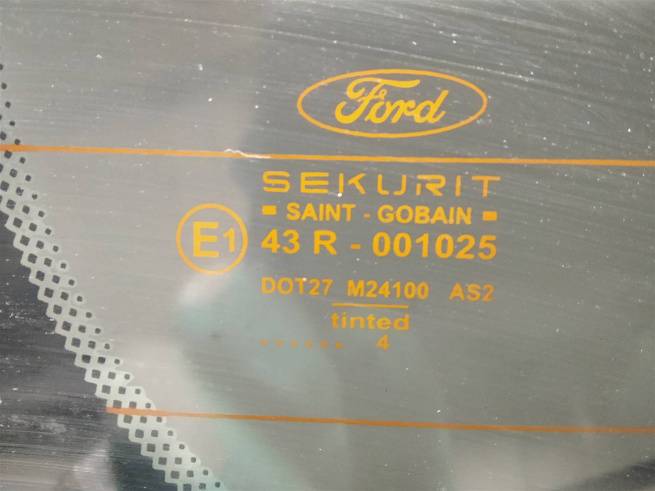 Ford
SEKURIT
SAINT - GOBAIN
E1 43 R - 001025
DOT27 M24100 AS2
tinted
...... 4